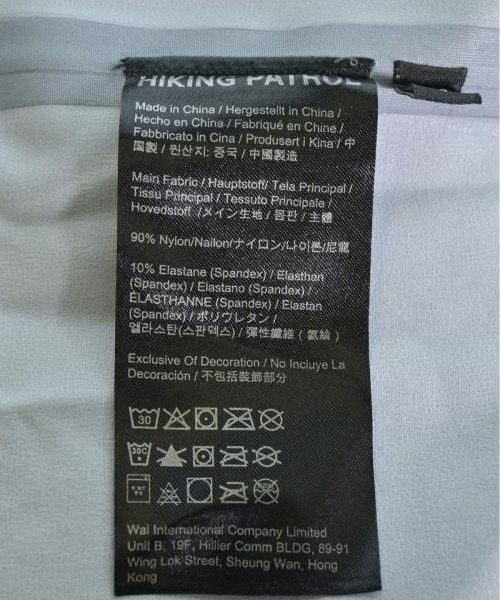 HIKING PATROL
Made in China / Hergestellt in China /
Hecho en China / Fabriqué en Chine /
Fabbricato in Cina / Produsert i Kina / 中
国製 / 원산지: 중국 / 中國製造
Main Fabric / Hauptstoff/ Tela Principal /
Tissu Principal / Tessuto Principale /
Hovedstoff /メイン生地 / 몸판 / 主體
90% Nylon/Nailon/ナイロン/나이론/尼龍
10% Elastane (Spandex) / Elasthan
(Spandex) / Elastano (Spandex) /
ÉLASTHANNE (Spandex) / Elastan
(Spandex) / ポリウレタン /
엘라스탄(스판덱스) / 彈性纖維 ( 氨綸 )
Exclusive Of Decoration / No Incluye La
Decoración / 不包括裝飾部分
30
30C
Wai International Company Limited
Unit B, 19F, Hillier Comm BLDG, 89-91
Wing Lok Street, Sheung Wan, Hong
Kong